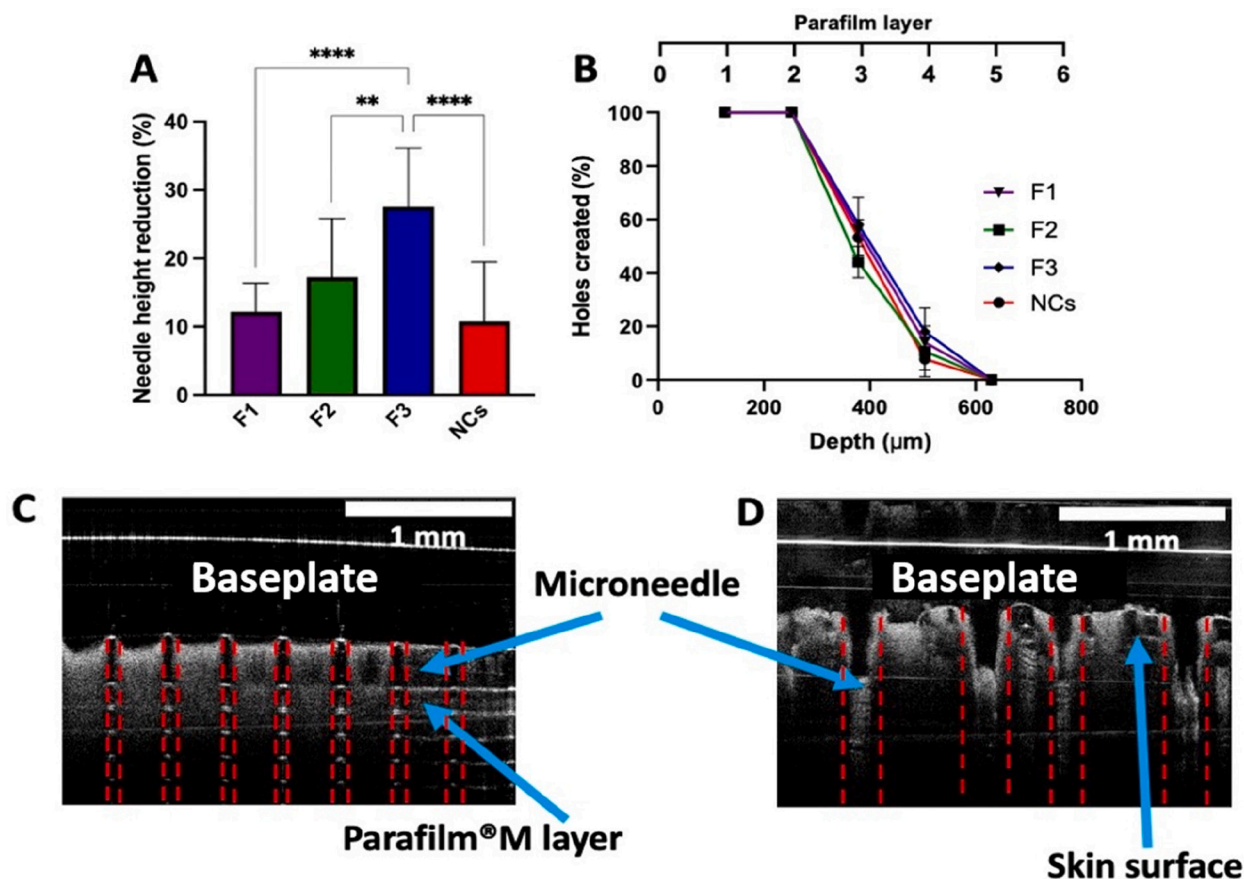 A
****
**
****
Needle height reduction (%)
40
30
20
10
0
F1
F2
F3
NCs
B
Parafilm layer
0 1 2 3 4 5 6
Holes created (%)
100
80
60
40
20
0
0 200 400 600 800
Depth (µm)
F1
F2
F3
NCs
C
1 mm
Baseplate
Microneedle
Parafilm®M layer
D
1 mm
Baseplate
Skin surface